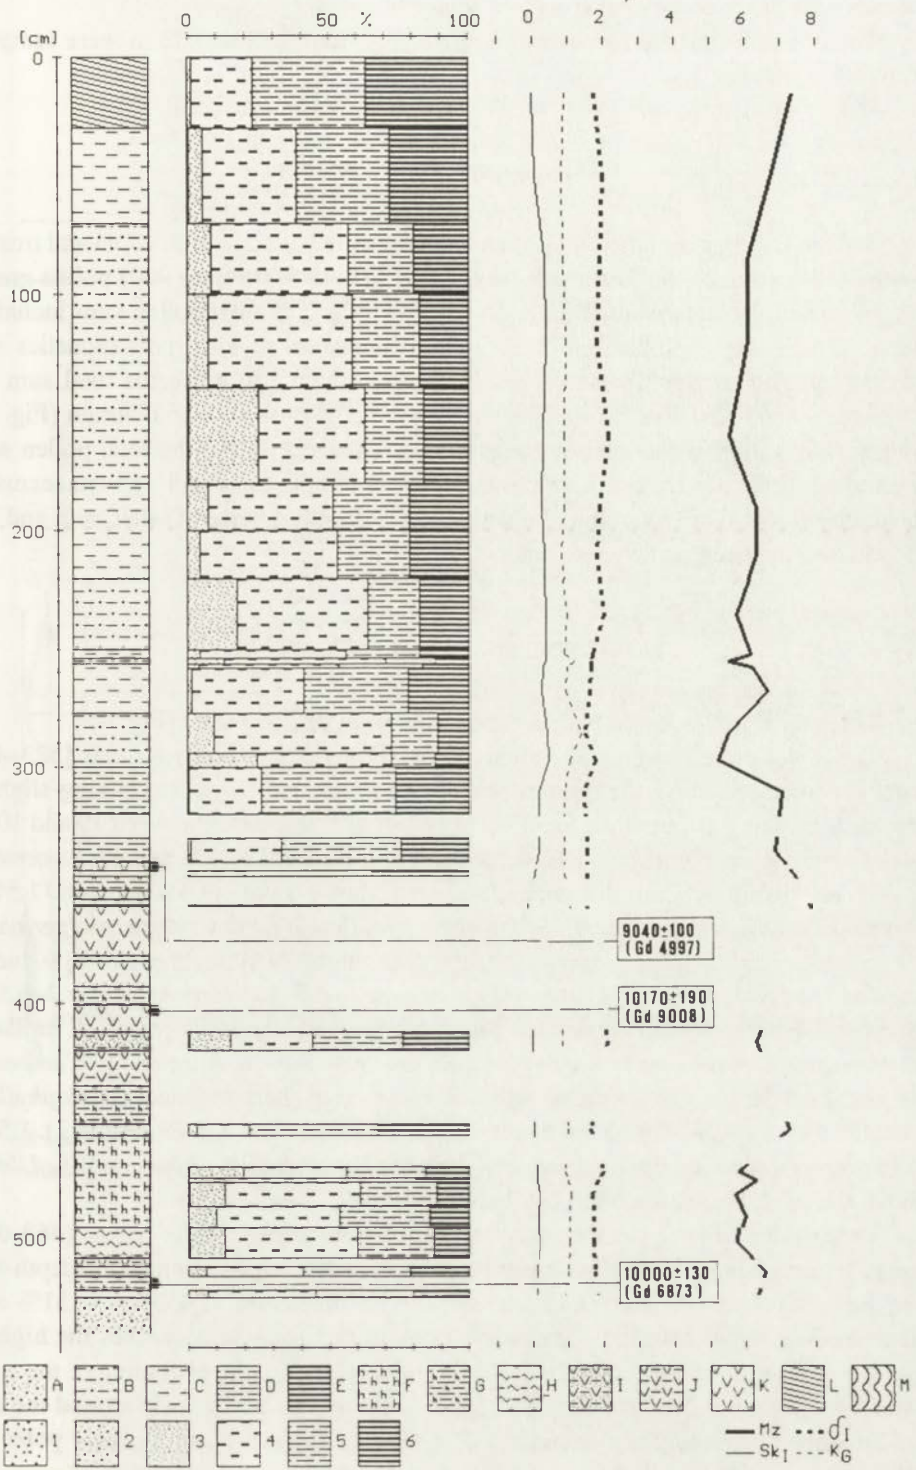 0 50 % 100
0 2 4 6 8
[cm]
0
100
200
300
9040±100
(Gd 4997)
400
10170±190
(Gd 9008)
500
10000±130
(Gd 6873)
A B C D E F G H I J K L M
1 2 3 4 5 6
Mz σI
SkI KG